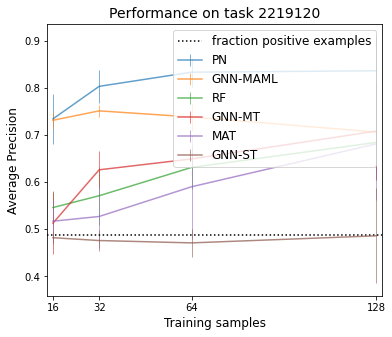 Performance on task 2219120
fraction positive examples
PN
GNN-MAML
RF
GNN-MT
MAT
GNN-ST
Average Precision
0.9
0.8
0.7
0.6
0.5
0.4
16
32
64
128
Training samples